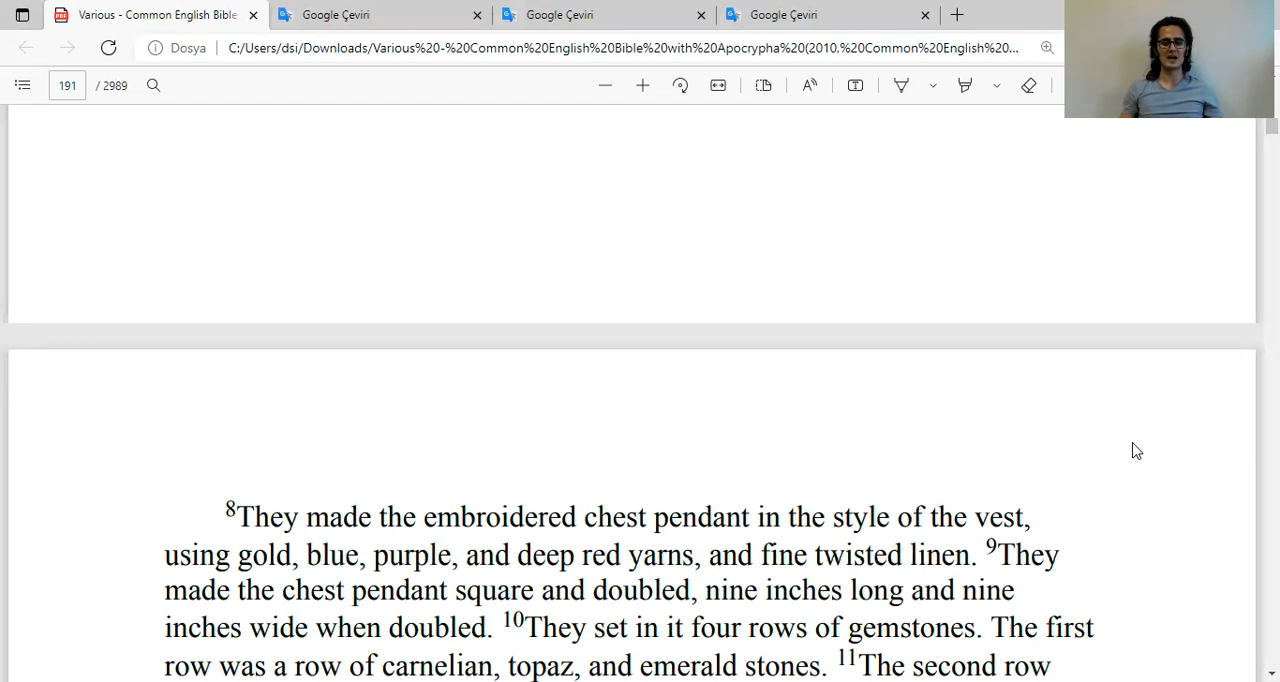 Various - Common English Bible
Google Çeviri
Google Çeviri
Google Çeviri
Dosya
C:/Users/dsi/Downloads/Various%20-%20Common%20English%20Bible%20with%20Apocrypha%20(2010.%20Common%20English%20...
191 / 2989
8They made the embroidered chest pendant in the style of the vest,
using gold, blue, purple, and deep red yarns, and fine twisted linen. 9They
made the chest pendant square and doubled, nine inches long and nine
inches wide when doubled. 10They set in it four rows of gemstones. The first
row was a row of carnelian, topaz, and emerald stones. 11The second row